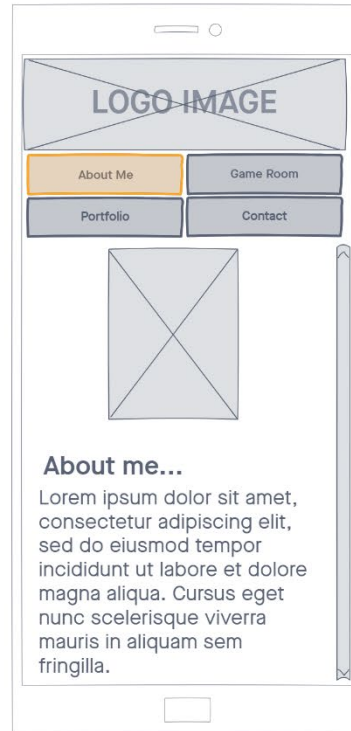 LOGO IMAGE
About Me
Game Room
Portfolio
Contact
About me...
Lorem ipsum dolor sit amet,
consectetur adipiscing elit,
sed do eiusmod tempor
incididunt ut labore et dolore
magna aliqua. Cursus eget
nunc scelerisque viverra
mauris in aliquam sem
fringilla.